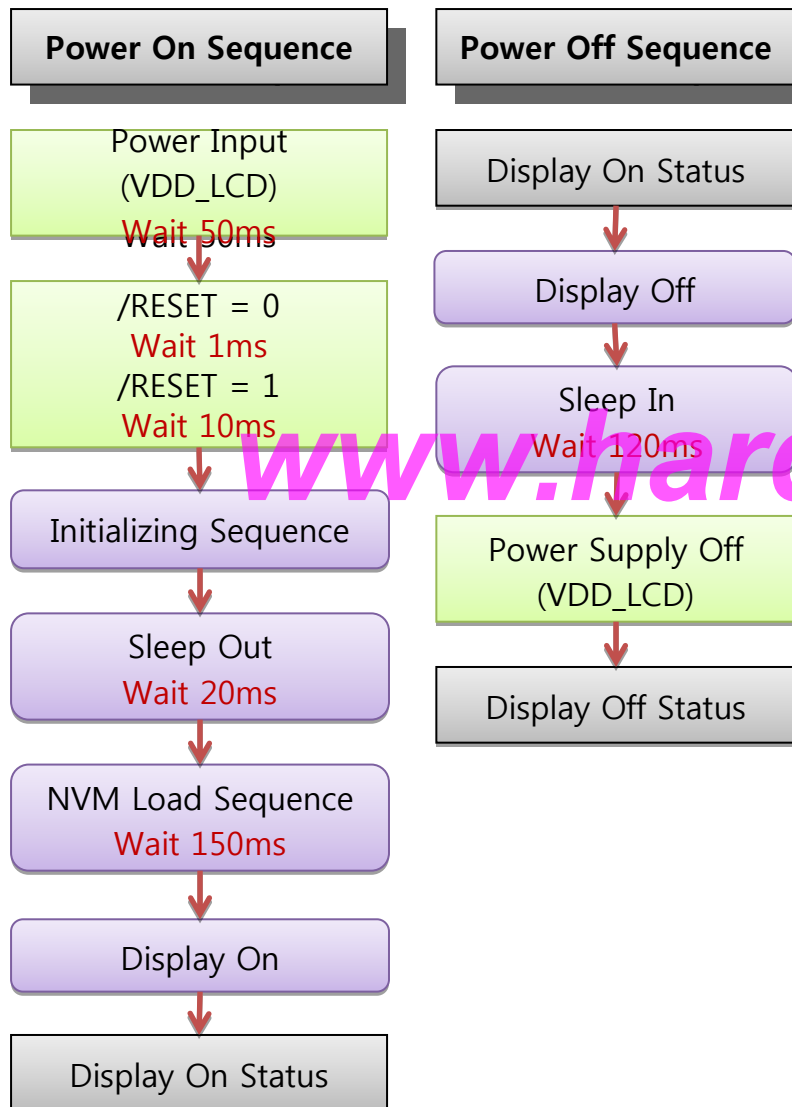 Power On Sequence
Power Input
(VDD_LCD)
Wait 50ms
/RESET = 0
Wait 1ms
/RESET = 1
Wait 10ms
Initializing Sequence
Sleep Out
Wait 20ms
NVM Load Sequence
Wait 150ms
Display On
Display On Status
Power Off Sequence
Display On Status
Display Off
Sleep In
Wait 120ms
Power Supply Off
(VDD_LCD)
Display Off Status